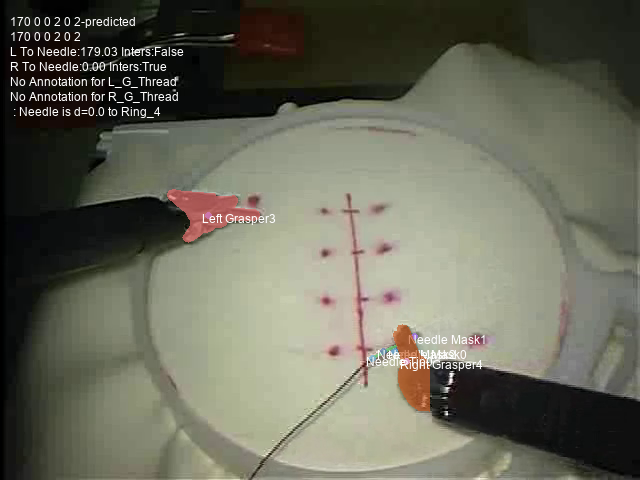 170 0 0 2 0 2-predicted
170 0 0 2 0 2
L To Needle:179.03 Inters:False
R To Needle:0.00 Inters:True
No Annotation for L_G_Thread
No Annotation for R_G_Thread
: Needle is d=0.0 to Ring_4
Left Grasper3
Needle Mask1
Right Grasper4